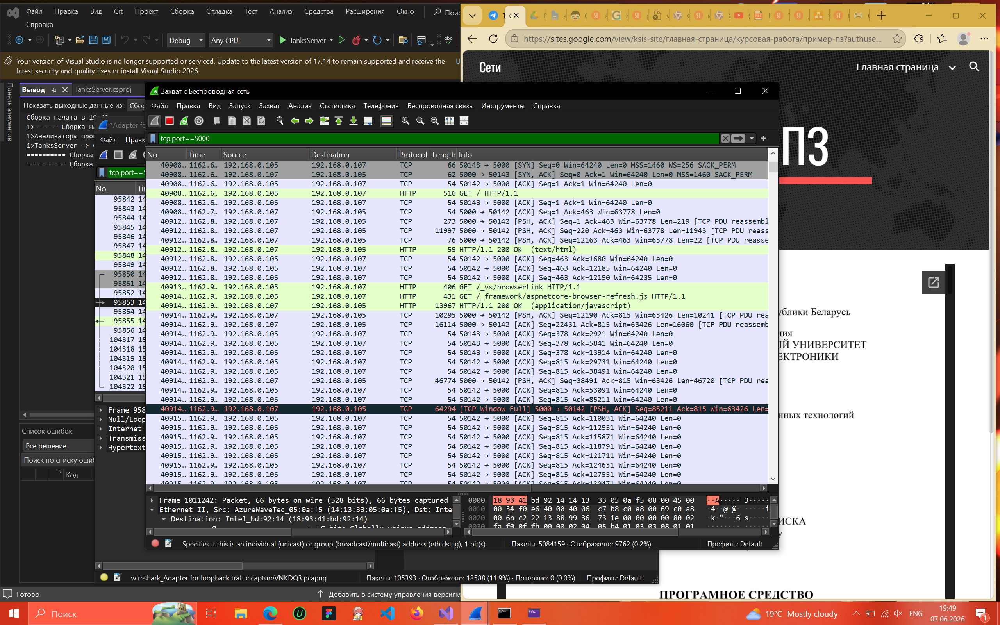 Файл Правка Вид Git Проект Сборка Отладка Тест Анализ Средства Расширения Окно
Справка
Debug Any CPU TanksServer
Your version of Visual Studio is no longer supported or serviced. Update to the latest version of 17.14 to remain supported and receive the
latest security and quality fixes or install Visual Studio 2026.
Панель элементов
Вывод TanksServer.csproj
Показать выходные данные из:
Сборка начата в
1>------ Сборка
1>Анализаторы
1>TanksServer ->
========== Сборка
========== Сборка
Список ошибок
Все решение
Поиск по списку
Код
Готово
Добавить в систему управления версиям
*Adapter
Файл
tcp.port==5
No.
95842 14
95843 14
95844 14
95845 14
95846 14
95847 14
95848 14
95849 14
95850 14
95851 14
95852 14
95853 14
95854 14
95855 14
95856 14
104317 15
104318 15
104319 15
104320 15
104321 15
104322 15
Frame 958
Null/Loop
Internet
Transmiss
Hypertext
wireshark_Adapter for loopback traffic captureVNKDQ3.pcapng
Пакеты: 105393 · Отображено: 12588 (11.9%) · Потеряно: 0 (0.0%)
Профиль: Default
Захват с Беспроводная сеть
Файл Правка Вид Запуск Захват Анализ Статистика Телефония Беспроводная связь Инструменты Справка
tcp.port==5000
No. Time Source Destination Protocol Length Info
40908… 1162.6… 192.168.0.105 192.168.0.107 TCP 66 50143 → 5000 [SYN] Seq=0 Win=64240 Len=0 MSS=1460 WS=256 SACK_PERM
40908… 1162.6… 192.168.0.107 192.168.0.105 TCP 62 5000 → 50143 [SYN, ACK] Seq=0 Ack=1 Win=64240 Len=0 MSS=1460 SACK_PERM
40908… 1162.6… 192.168.0.105 192.168.0.107 TCP 54 50142 → 5000 [ACK] Seq=1 Ack=1 Win=64240 Len=0
40908… 1162.6… 192.168.0.105 192.168.0.107 HTTP 516 GET / HTTP/1.1
40908… 1162.6… 192.168.0.105 192.168.0.107 TCP 54 50143 → 5000 [ACK] Seq=1 Ack=1 Win=64240 Len=0
40908… 1162.7… 192.168.0.107 192.168.0.105 TCP 54 5000 → 50142 [ACK] Seq=1 Ack=463 Win=63778 Len=0
40912… 1162.8… 192.168.0.107 192.168.0.105 TCP 273 5000 → 50142 [PSH, ACK] Seq=1 Ack=463 Win=63778 Len=219 [TCP PDU reassembl
40912… 1162.8… 192.168.0.107 192.168.0.105 TCP 11997 5000 → 50142 [PSH, ACK] Seq=220 Ack=463 Win=63778 Len=11943 [TCP PDU reass
40912… 1162.8… 192.168.0.107 192.168.0.105 TCP 76 5000 → 50142 [PSH, ACK] Seq=12163 Ack=463 Win=63778 Len=22 [TCP PDU reasse
40912… 1162.8… 192.168.0.107 192.168.0.105 HTTP 59 HTTP/1.1 200 OK (text/html)
40912… 1162.8… 192.168.0.105 192.168.0.107 TCP 54 50142 → 5000 [ACK] Seq=463 Ack=1680 Win=64240 Len=0
40912… 1162.8… 192.168.0.105 192.168.0.107 TCP 54 50142 → 5000 [ACK] Seq=463 Ack=12185 Win=64240 Len=0
40912… 1162.8… 192.168.0.105 192.168.0.107 TCP 54 50142 → 5000 [ACK] Seq=463 Ack=12190 Win=64235 Len=0
40913… 1162.9… 192.168.0.105 192.168.0.107 HTTP 406 GET /_vs/browserLink HTTP/1.1
40914… 1162.9… 192.168.0.105 192.168.0.107 HTTP 431 GET /_framework/aspnetcore-browser-refresh.js HTTP/1.1
40914… 1162.9… 192.168.0.107 192.168.0.105 HTTP 13967 HTTP/1.1 200 OK (application/javascript)
40914… 1162.9… 192.168.0.107 192.168.0.105 TCP 10295 5000 → 50142 [PSH, ACK] Seq=12190 Ack=815 Win=63426 Len=10241 [TCP PDU rea
40914… 1162.9… 192.168.0.107 192.168.0.105 TCP 16114 5000 → 50142 [PSH, ACK] Seq=22431 Ack=815 Win=63426 Len=16060 [TCP PDU reassemb
40914… 1162.9… 192.168.0.105 192.168.0.107 TCP 54 50143 → 5000 [ACK] Seq=378 Ack=2921 Win=64240 Len=0
40914… 1162.9… 192.168.0.105 192.168.0.107 TCP 54 50143 → 5000 [ACK] Seq=378 Ack=5841 Win=64240 Len=0
40914… 1162.9… 192.168.0.105 192.168.0.107 TCP 54 50143 → 5000 [ACK] Seq=378 Ack=13914 Win=64240 Len=0
40914… 1162.9… 192.168.0.105 192.168.0.107 TCP 54 50142 → 5000 [ACK] Seq=815 Ack=29731 Win=64240 Len=0
40914… 1162.9… 192.168.0.105 192.168.0.107 TCP 54 50142 → 5000 [ACK] Seq=815 Ack=38491 Win=64240 Len=0
40914… 1162.9… 192.168.0.107 192.168.0.105 TCP 46774 5000 → 50142 [PSH, ACK] Seq=38491 Ack=815 Win=63426 Len=46720 [TCP PDU rea
40914… 1162.9… 192.168.0.105 192.168.0.107 TCP 54 50142 → 5000 [ACK] Seq=815 Ack=53091 Win=64240 Len=0
40914… 1162.9… 192.168.0.105 192.168.0.107 TCP 54 50142 → 5000 [ACK] Seq=815 Ack=85211 Win=64240 Len=0
40914… 1162.9… 192.168.0.107 192.168.0.105 TCP 64294 [TCP Window Full] 5000 → 50142 [PSH, ACK] Seq=85211 Ack=815 Win=63426 Len=
40915… 1162.9… 192.168.0.105 192.168.0.107 TCP 54 50142 → 5000 [ACK] Seq=815 Ack=110031 Win=64240 Len=0
40915… 1162.9… 192.168.0.105 192.168.0.107 TCP 54 50142 → 5000 [ACK] Seq=815 Ack=112951 Win=64240 Len=0
40915… 1162.9… 192.168.0.105 192.168.0.107 TCP 54 50142 → 5000 [ACK] Seq=815 Ack=115871 Win=64240 Len=0
40915… 1162.9… 192.168.0.105 192.168.0.107 TCP 54 50142 → 5000 [ACK] Seq=815 Ack=118791 Win=64240 Len=0
40915… 1162.9… 192.168.0.105 192.168.0.107 TCP 54 50142 → 5000 [ACK] Seq=815 Ack=121711 Win=64240 Len=0
40915… 1162.9… 192.168.0.105 192.168.0.107 TCP 54 50142 → 5000 [ACK] Seq=815 Ack=124631 Win=64240 Len=0
40915… 1162.9… 192.168.0.105 192.168.0.107 TCP 54 50142 → 5000 [ACK] Seq=815 Ack=127551 Win=64240 Len=0
40915… 1162.9… 192.168.0.105 192.168.0.107 TCP 54 50142 → 5000 [ACK] Seq=815 Ack=130471 Win=64240 Len=0
Frame 1011242: Packet, 66 bytes on wire (528 bits), 66 bytes captured
Ethernet II, Src: AzureWaveTec_05:0a:f5 (14:13:33:05:0a:f5), Dst: Inte
Destination: Intel_bd:92:14 (18:93:41:bd:92:14)
0000 18 93 41 bd 92 14 14 13 33 05 0a f5 08 00 45 00 ··A·····3·····
0010 00 34 f0 e6 40 00 40 06 c7 b8 c0 a8 00 69 c0 a8 ·4··@·@······i
0020 00 6b c2 22 13 88 99 36 73 1e 00 00 00 00 80 02 ·k·"···6s·····
0030 fa f0 0f fb 00 00 02 04 05 b4 01 03 03 08 01 01
Specifies if this is an individual (unicast) or group (broadcast/multicast) address (eth.dst.ig), 1 bit(s)
Пакеты: 5084159 · Отображено: 9762 (0.2%)
Профиль: Default
https://sites.google.com/view/ksis-site/главная-страница/курсовая-работа/пример-пз?authuse...
Сети
Главная страница
ПЗ
ублики Беларусь
ния
ЫЙ УНИВЕРСИТЕТ
ЕКТРОНИКИ
нных технологий
ИСКА
у
ПРОГРАМНОЕ СРЕДСТВО
Поиск
19°C Mostly cloudy
ENG
19:49
07.06.2026
1